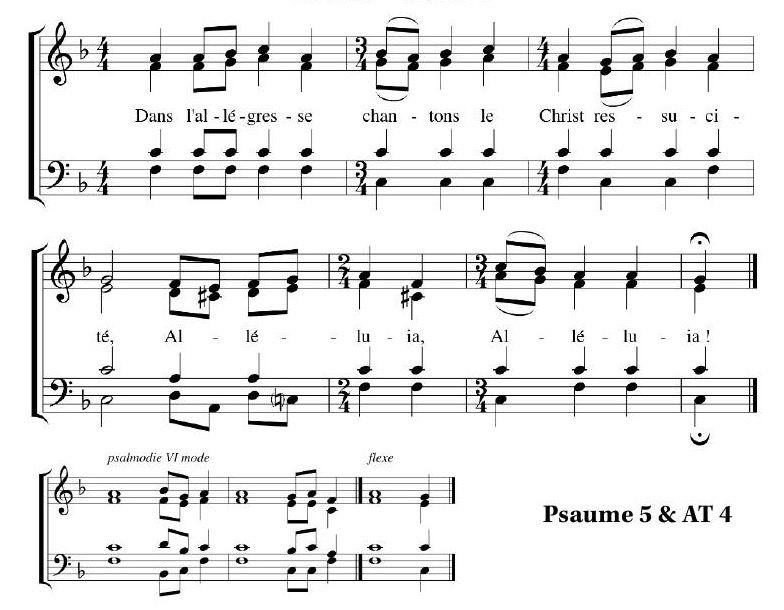 Dans l'al - lé - gres - se chan - tons le Christ res - su - ci -
té, Al - lé - lu - ia, Al - lé - lu - ia !
psalmodie VI mode flexe
Psaume 5 & AT 4